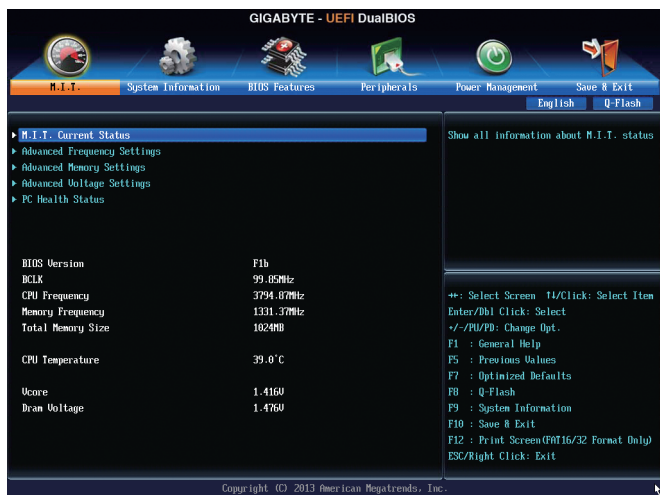 GIGABYTE - UEFI DualBIOS
M.I.T. System Information BIOS Features Peripherals Power Management Save & Exit
English Q-Flash
M.I.T. Current Status
Advanced Frequency Settings
Advanced Memory Settings
Advanced Voltage Settings
PC Health Status
BIOS Version F1b
BCLK 99.85MHz
CPU Frequency 3794.87MHz
Memory Frequency 1331.37MHz
Total Memory Size 1024MB
CPU Temperature 39.0°C
Vcore 1.416V
Dram Voltage 1.476V
Show all information about M.I.T. status
→←: Select Screen ↑↓/Click: Select Item
Enter/Dbl Click: Select
+/-/PU/PD: Change Opt.
F1 : General Help
F5 : Previous Values
F7 : Optimized Defaults
F8 : Q-Flash
F9 : System Information
F10 : Save & Exit
F12 : Print Screen(FAT16/32 Format Only)
ESC/Right Click: Exit
Copyright (C) 2013 American Megatrends, Inc.